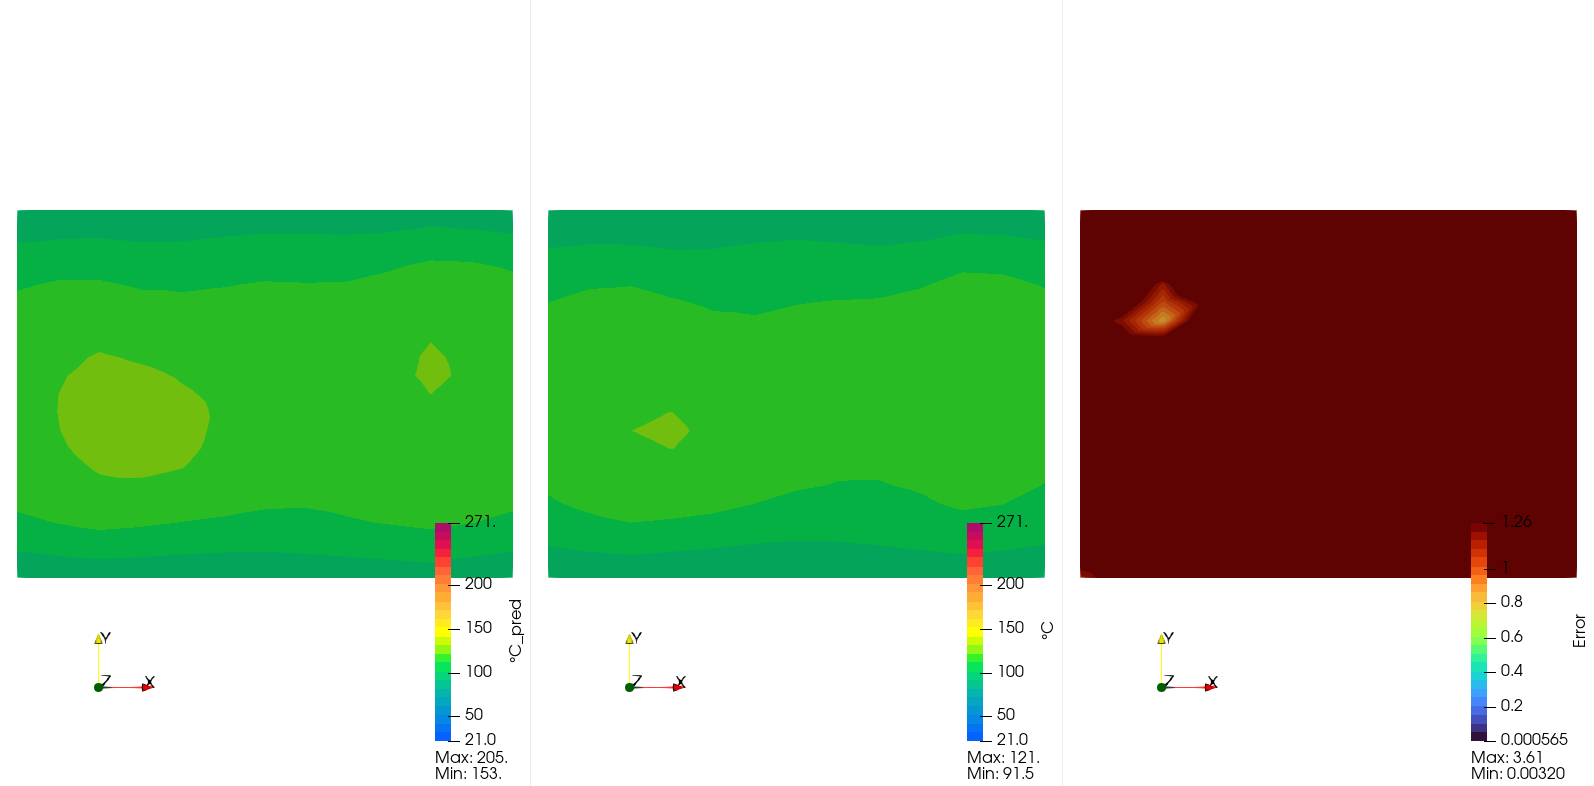 271.
200
150
100
50
21.0
°C_pred
Max: 205.
Min: 153.
Y
Z
X
271.
200
150
100
50
21.0
°C
Max: 121.
Min: 91.5
Y
Z
X
1.26
1
0.8
0.6
0.4
0.2
0.000565
Error
Max: 3.61
Min: 0.00320
Y
Z
X